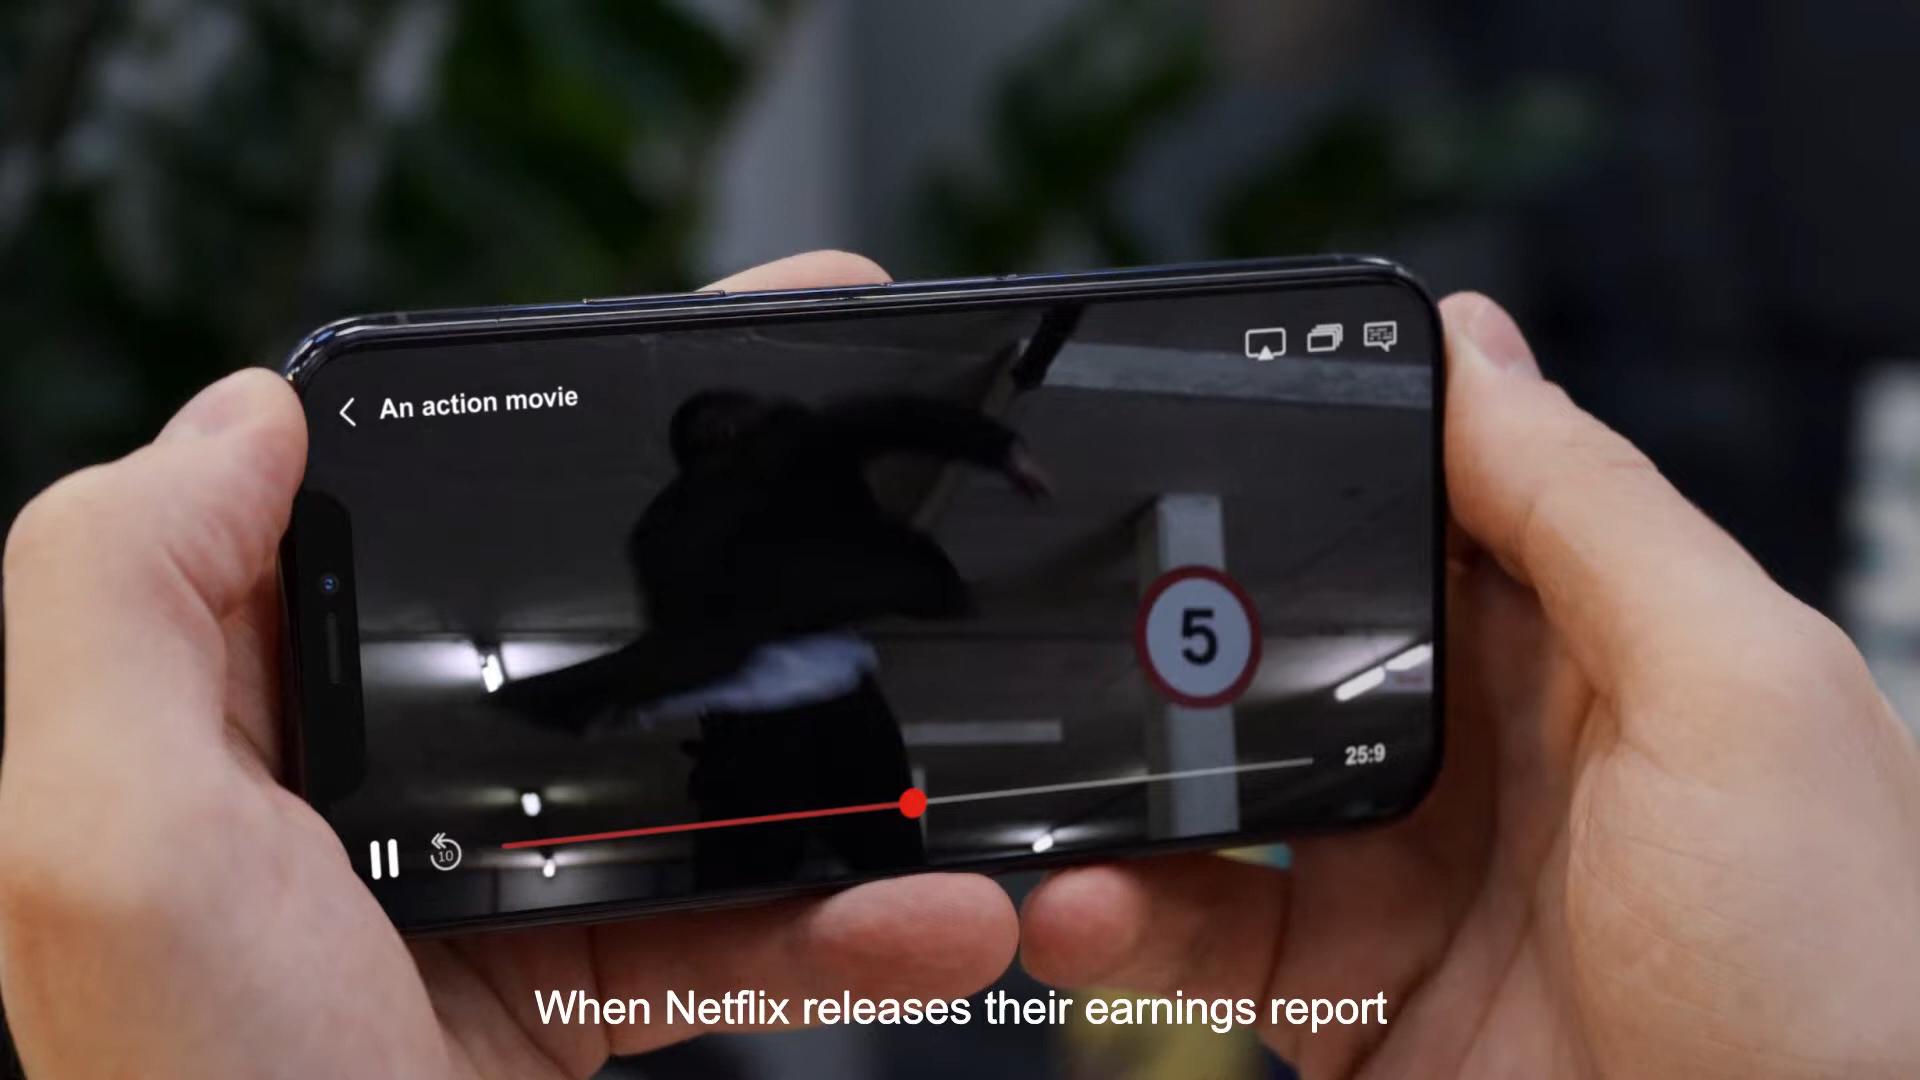 An action movie
5
25:9
10
When Netflix releases their earnings report